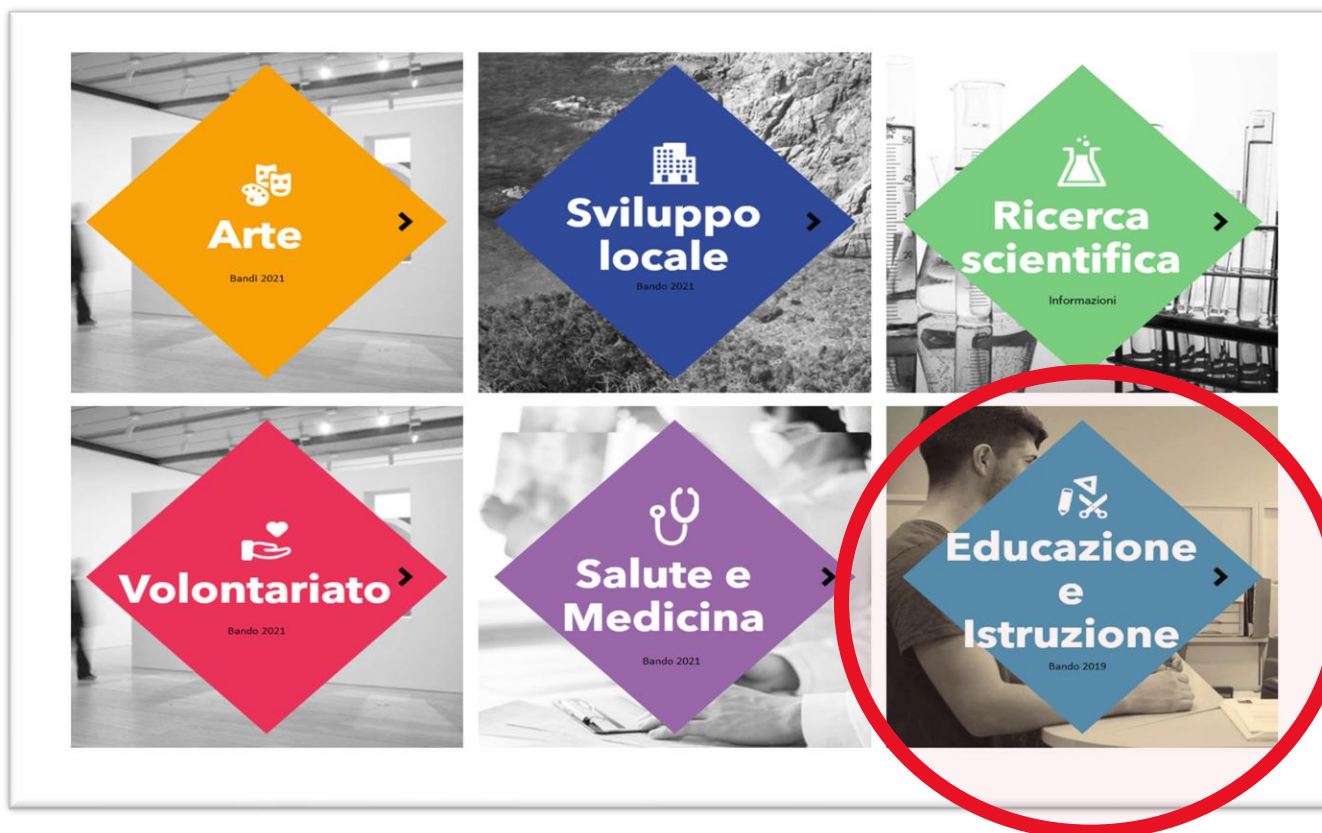 Arte
Bandi 2021
Sviluppo
locale
Bando 2021
Ricerca
scientifica
Informazioni
Volontariato
Bando 2021
Salute e
Medicina
Bando 2021
Educazione
e
Istruzione
Bando 2019